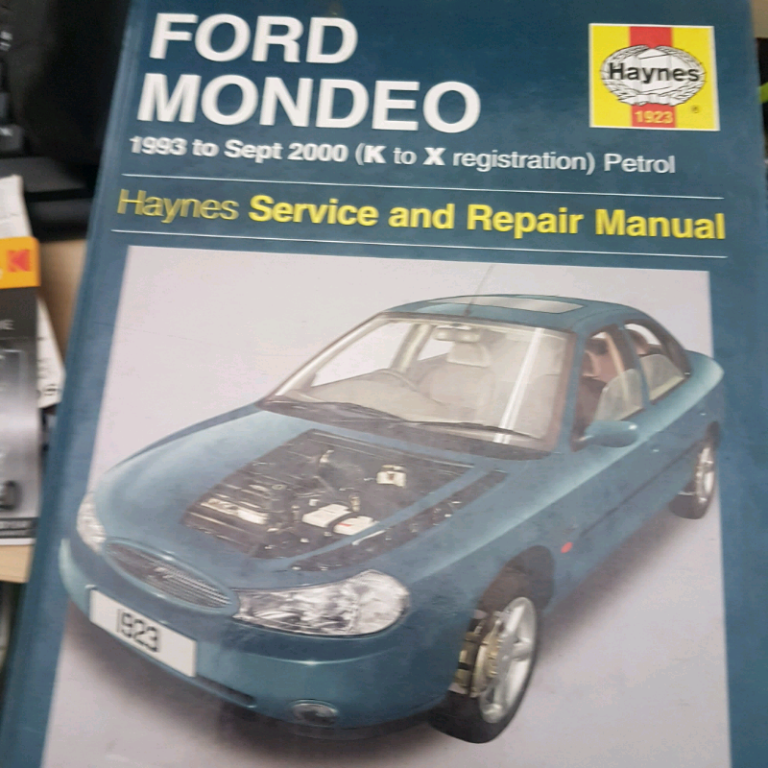 FORD
MONDEO
Haynes
1923
®
1993 to Sept 2000 (K to X registration) Petrol
Haynes Service and Repair Manual
1923